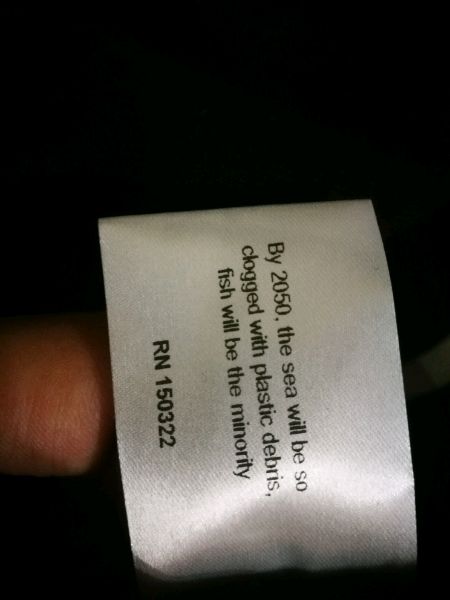 By 2050, the sea will be so
clogged with plastic debris,
fish will be the minority
RN 150322